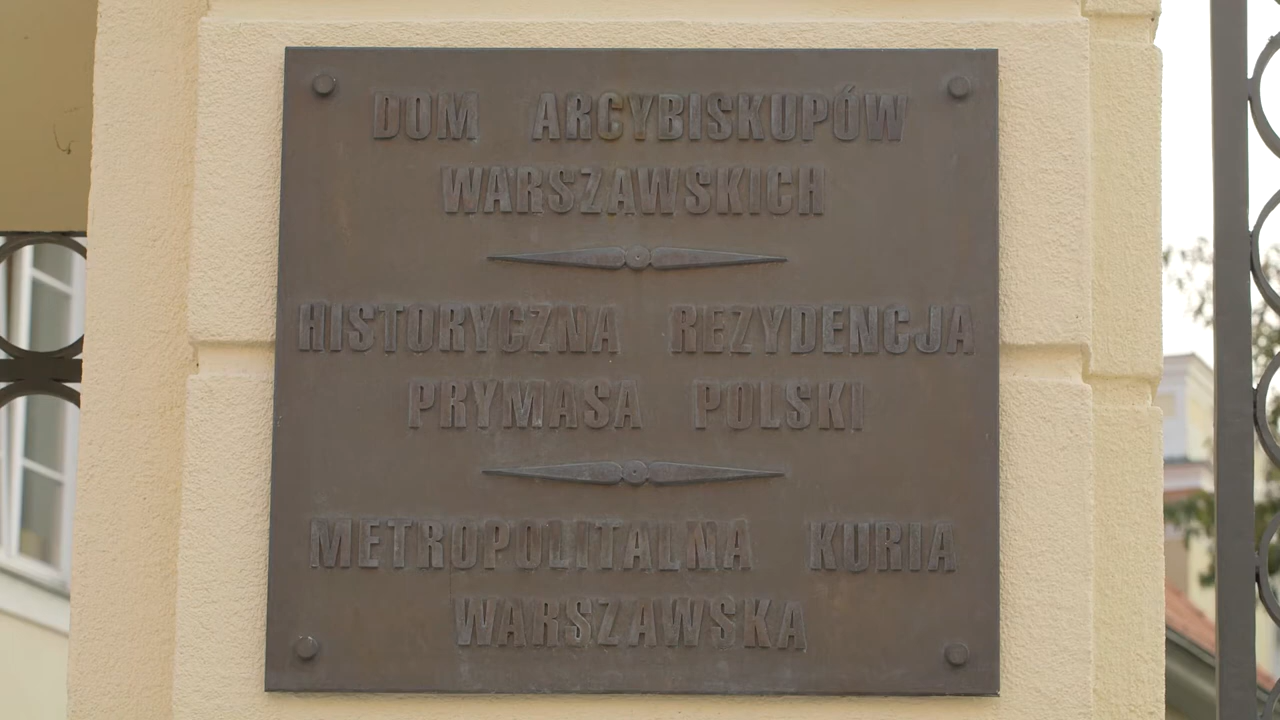 DOM ARCYBISKUPÓW
WARSZAWSKICH
HISTORYCZNA REZYDENCJA
PRYMASA POLSKI
METROPOLITALNA KURIA
WARSZAWSKA